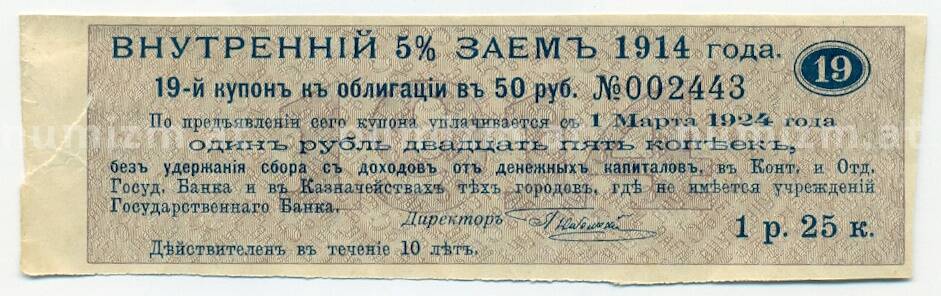 ВНУТРЕННІЙ 5% ЗАЕМЪ 1914 года.
19
19-й купонъ къ облигаціи въ 50 руб. №002443
По предъявленіи сего купона уплачивается съ 1 Марта 1924 года
одинъ рубль двадцать пять копѣекъ,
безъ удержанія сбора съ доходовъ отъ денежныхъ капиталовъ, въ Конт. и Отд.
Госуд. Банка и въ Казначействахъ тѣхъ городовъ, гдѣ не имѣется учрежденій
Государственнаго Банка.
Директоръ
1 р. 25 к.
Дѣйствителенъ въ теченіе 10 лѣтъ.
1914